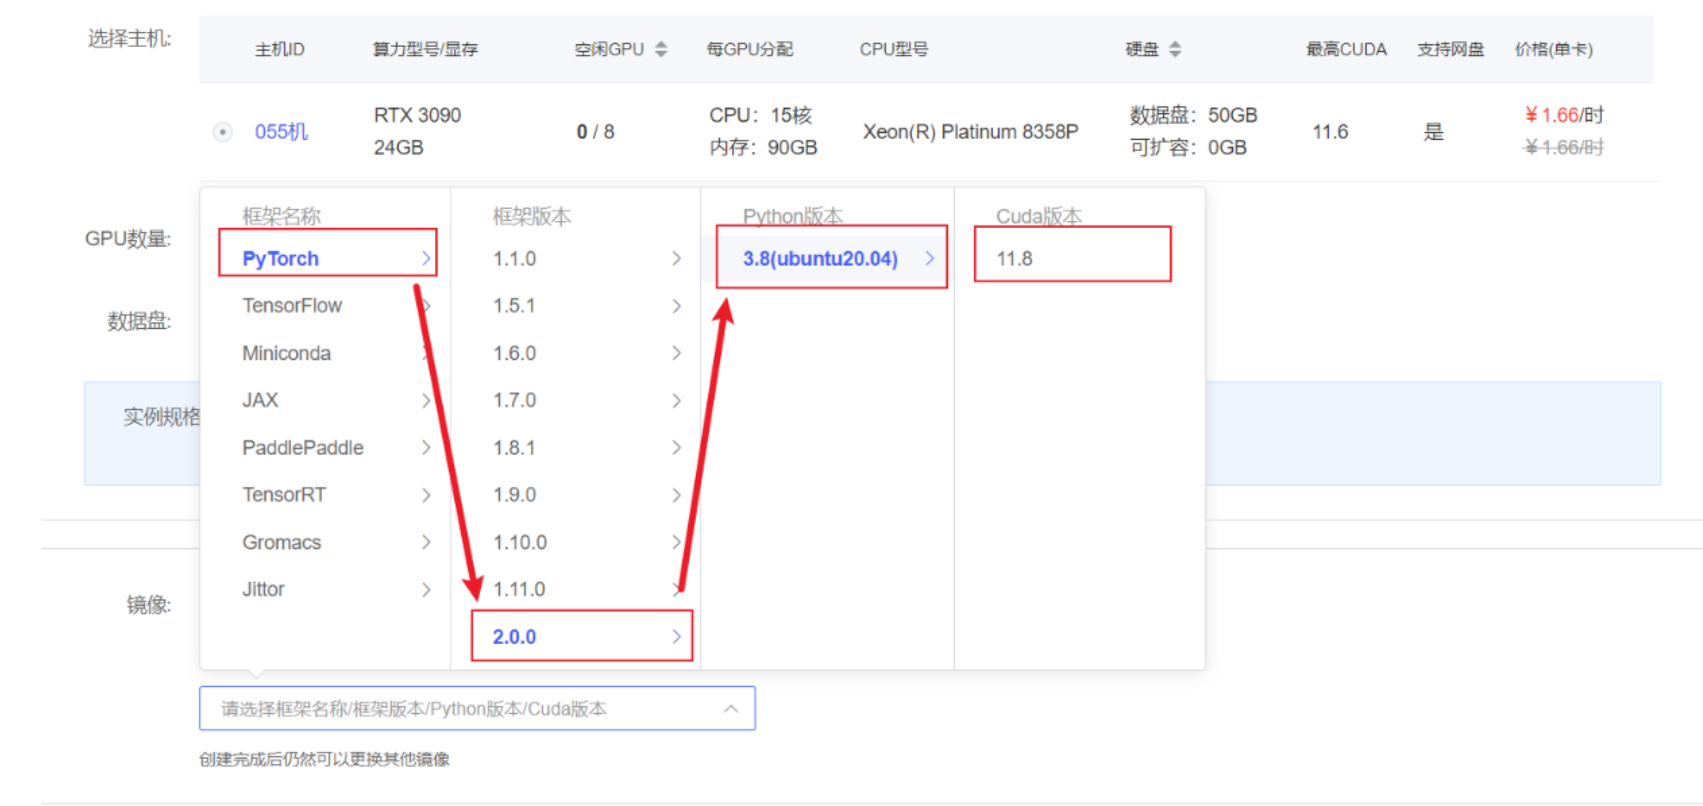 选择主机:
主机ID 算力型号/显存 空闲GPU 每GPU分配 CPU型号 硬盘 最高CUDA 支持网盘 价格(单卡)
055机 RTX 3090 24GB 0 / 8 CPU：15核 内存：90GB Xeon(R) Platinum 8358P 数据盘：50GB 可扩容：0GB 11.6 是 ¥1.66/时 ¥1.66/时
GPU数量:
数据盘:
实例规格
镜像:
框架名称
PyTorch
TensorFlow
Miniconda
JAX
PaddlePaddle
TensorRT
Gromacs
Jittor
框架版本
1.1.0
1.5.1
1.6.0
1.7.0
1.8.1
1.9.0
1.10.0
1.11.0
2.0.0
Python版本
3.8(ubuntu20.04)
Cuda版本
11.8
请选择框架名称/框架版本/Python版本/Cuda版本
创建完成后仍然可以更换其他镜像